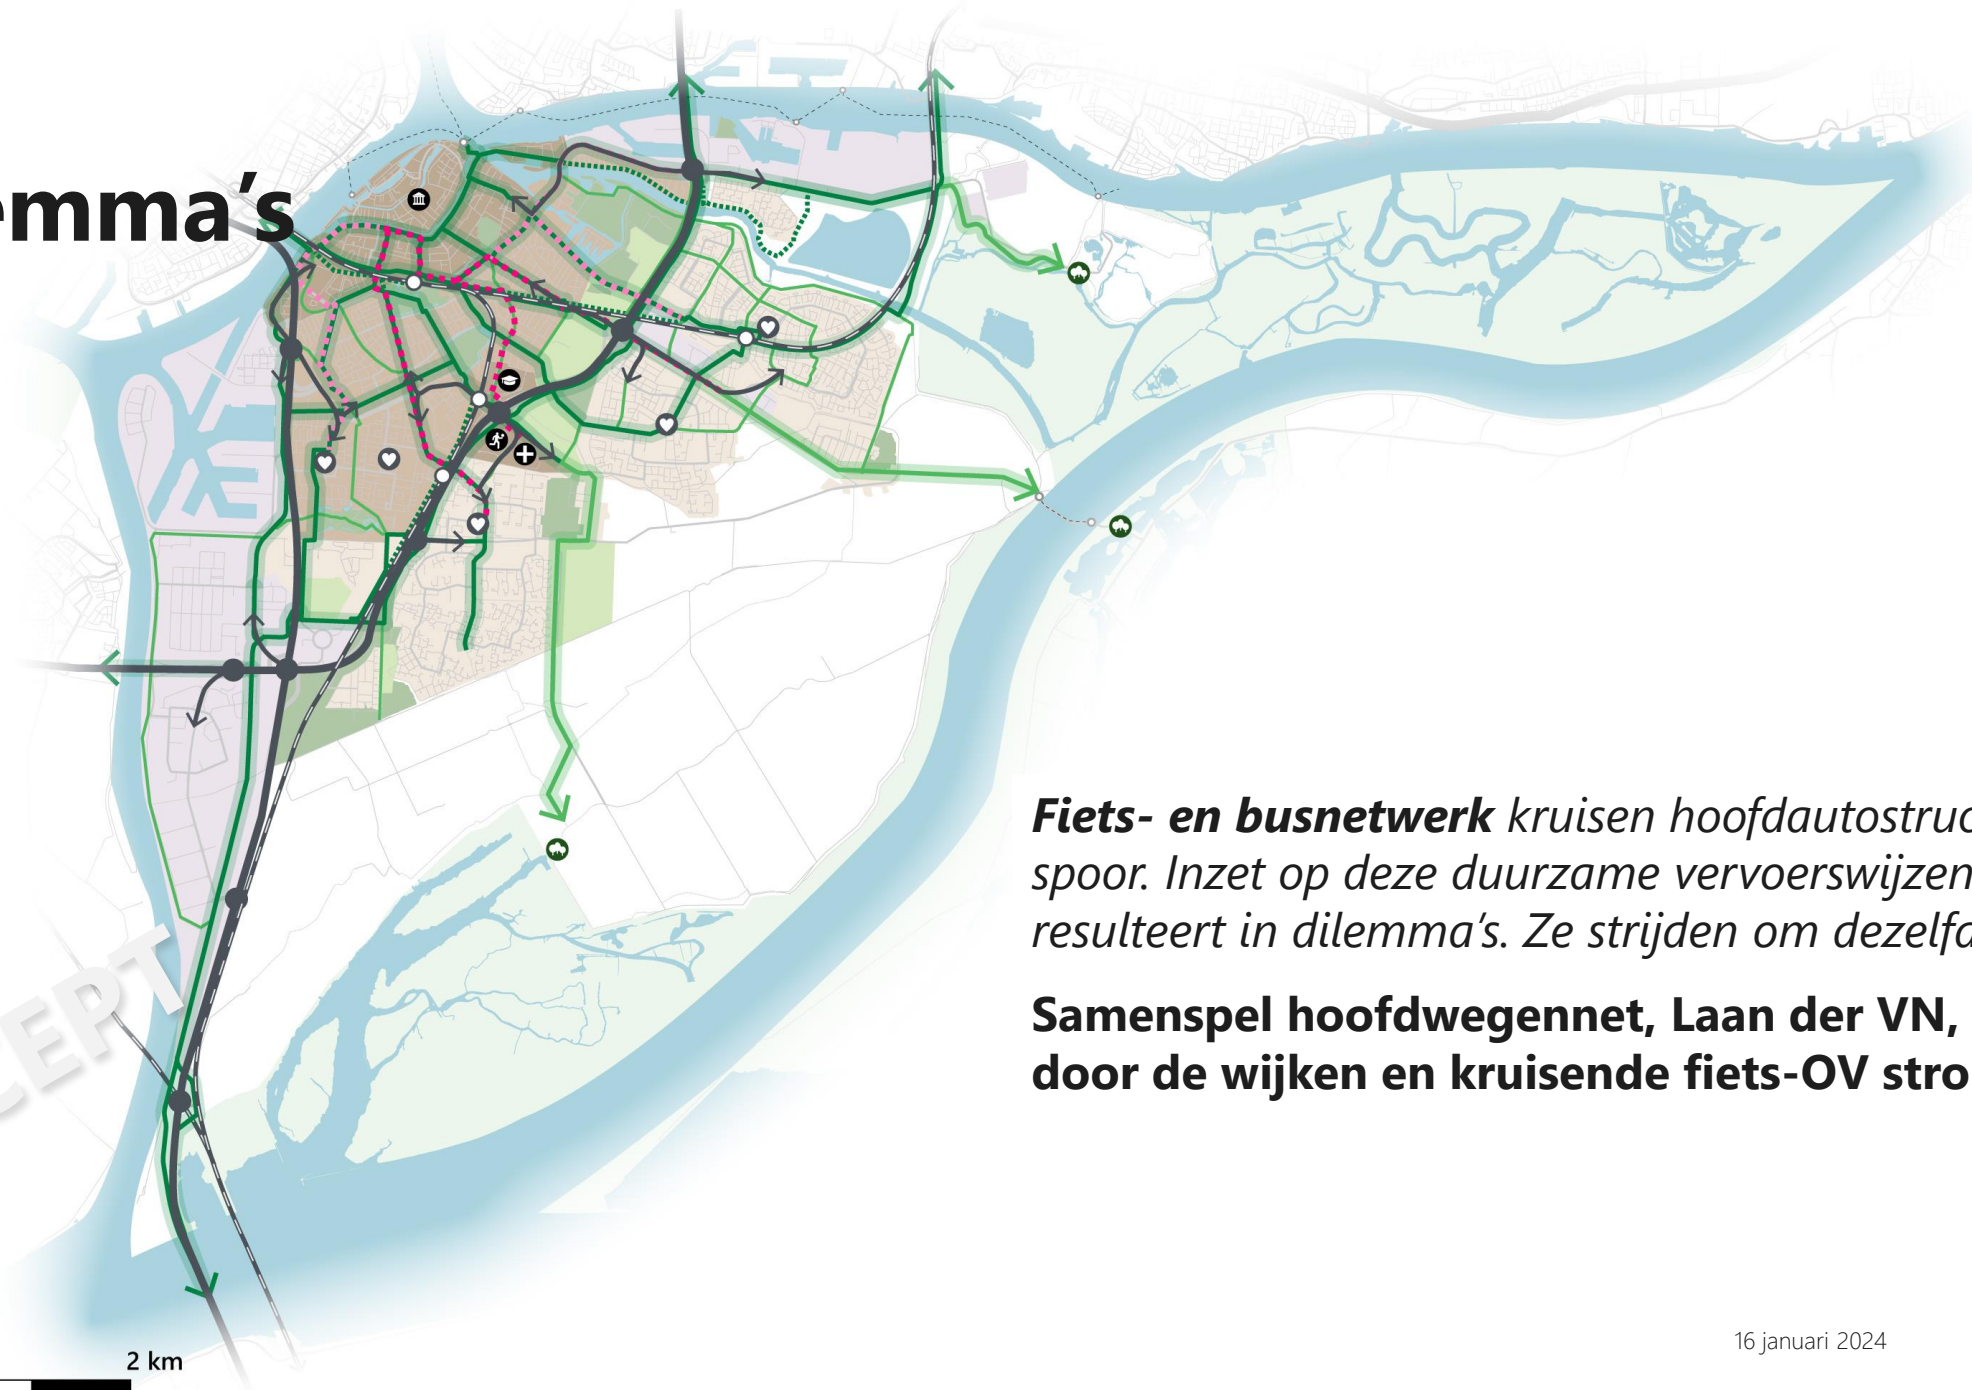 emma's
Fiets- en busnetwerk kruisen hoofdautostruc
spoor. Inzet op deze duurzame vervoerswijzen
resulteert in dilemma's. Ze strijden om dezelfd
Samenspel hoofdwegennet, Laan der VN,
door de wijken en kruisende fiets-OV stro
CEPT
16 januari 2024
2 km